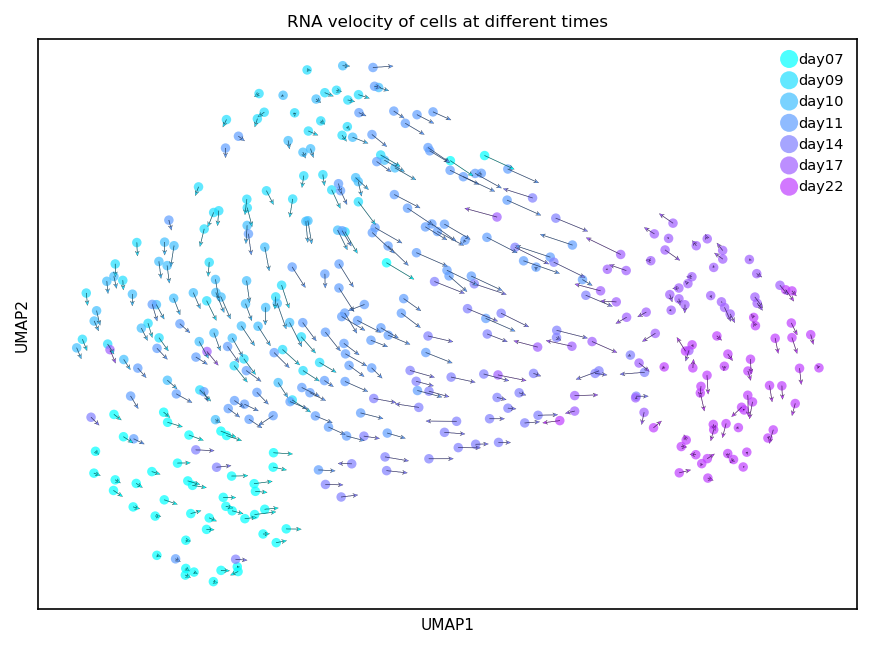 RNA velocity of cells at different times
day07
day09
day10
day11
day14
day17
day22
UMAP2
UMAP1